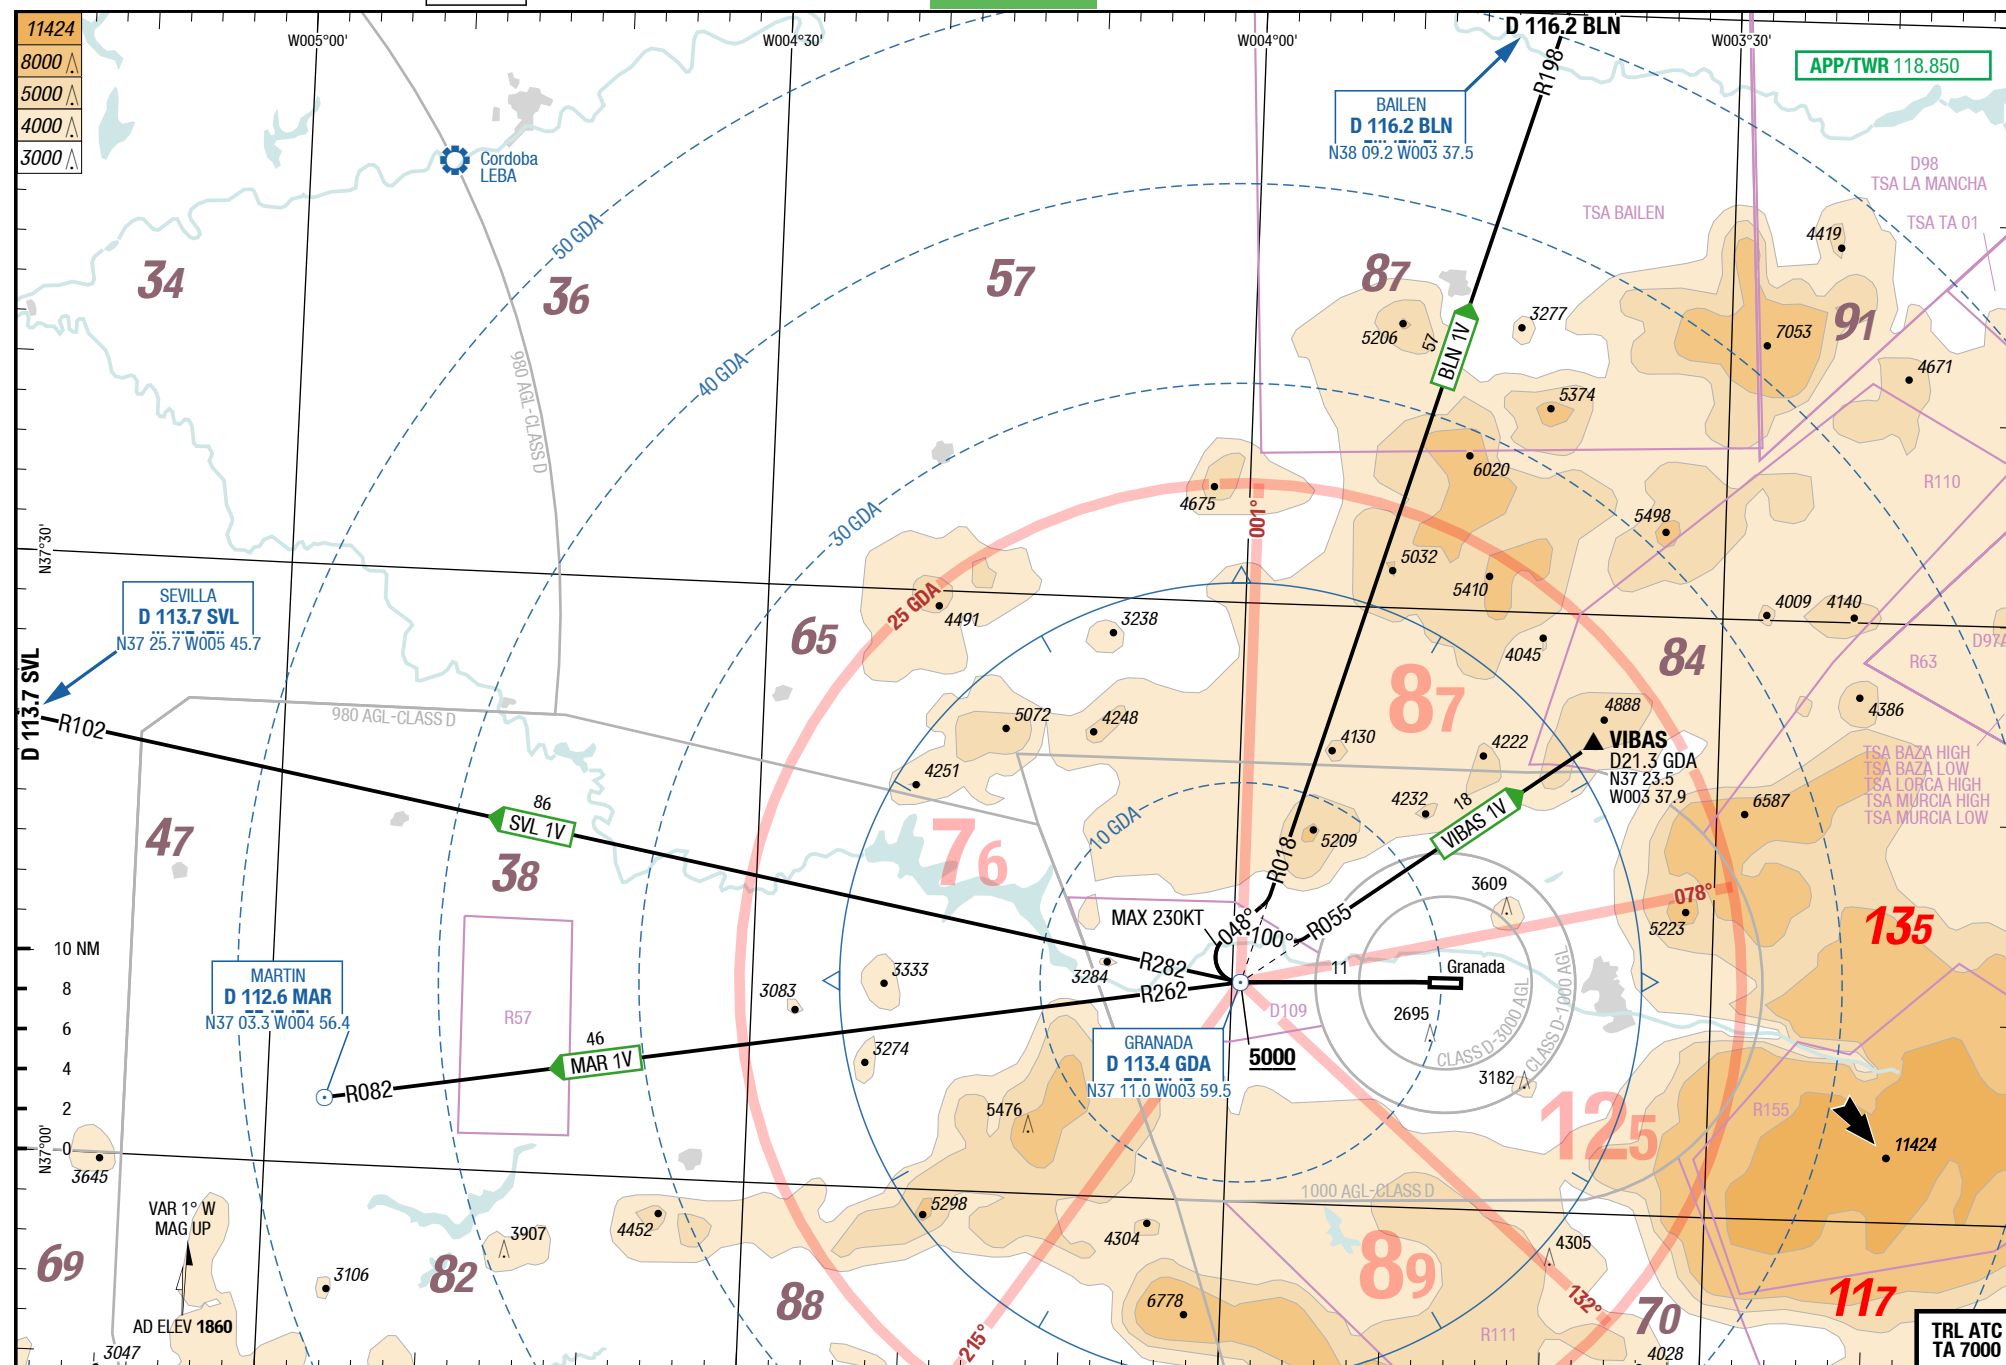 11424
8000
5000
4000
3000
W005°00'
W004°30'
W004°00'
W003°30'
D 116.2 BLN
R198
APP/TWR 118.850
BAILEN
D 116.2 BLN
N38 09.2 W003 37.5
Cordoba
LEBA
D98
TSA LA MANCHA
TSA TA 01
TSA BAILEN
50 GDA
40 GDA
30 GDA
25 GDA
10 GDA
34
36
57
87
91
4419
5206
3277
7053
57
BLN 1V
4671
5374
980 AGL-CLASS D
6020
4675
001°
R110
5498
N37°30'
5032
5410
4491
3238
4009
4140
4045
D97A
R63
SEVILLA
D 113.7 SVL
N37 25.7 W005 45.7
65
84
87
D 113.7 SVL
R102
980 AGL-CLASS D
5072
4248
4130
4222
4888
4386
VIBAS
D21.3 GDA
N37 23.5
W003 37.9
TSA BAZA HIGH
TSA BAZA LOW
TSA LORCA HIGH
TSA MURCIA HIGH
TSA MURCIA LOW
4251
4232
18
VIBAS 1V
6587
86
SVL 1V
47
38
76
5209
R018
3609
078°
5223
135
MAX 230KT
048°
100°
R055
10 NM
8
6
4
2
0
R282
R262
3284
11
Granada
3333
3083
3274
MARTIN
D 112.6 MAR
N37 03.3 W004 56.4
R57
46
MAR 1V
R082
D109
2695
CLASS D-3000 AGL
CLASS D-1000 AGL
GRANADA
D 113.4 GDA
N37 11.0 W003 59.5
5000
3182
125
R155
11424
5476
N37°00'
3645
1000 AGL-CLASS D
VAR 1° W
MAG UP
3907
4452
5298
4304
4305
69
82
88
89
70
117
3106
6778
132°
215°
AD ELEV 1860
3047
R111
4028
TRL ATC
TA 7000